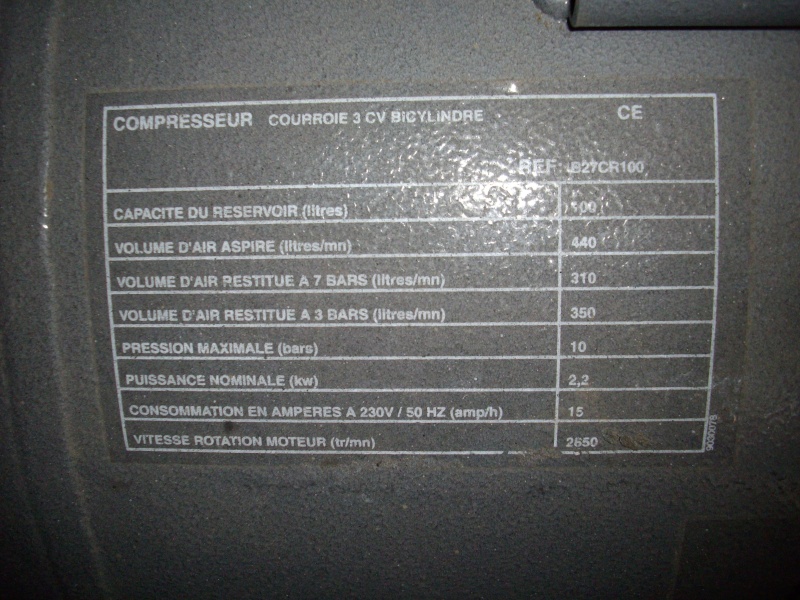 COMPRESSEUR COURROIE 3 CV BICYLINDRE CE
REF B27CR100
CAPACITE DU RESERVOIR (litres) 100
VOLUME D'AIR ASPIRE (litres/mn) 440
VOLUME D'AIR RESTITUE A 7 BARS (litres/mn) 310
VOLUME D'AIR RESTITUE A 3 BARS (litres/mn) 350
PRESSION MAXIMALE (bars) 10
PUISSANCE NOMINALE (kw) 2,2
CONSOMMATION EN AMPERES A 230V / 50 HZ (amp/h) 15
VITESSE ROTATION MOTEUR (tr/mn) 2850